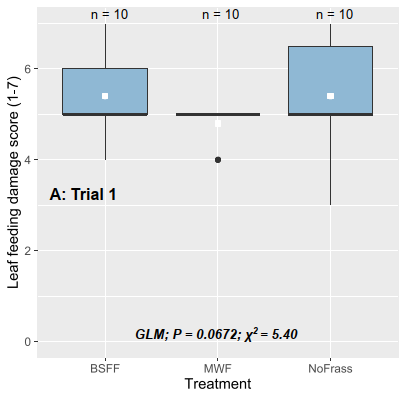 n = 10 n = 10 n = 10
Leaf feeding damage score (1-7)
6
4
A: Trial 1
2
GLM; P = 0.0672; χ² = 5.40
0
BSFF MWF NoFrass
Treatment